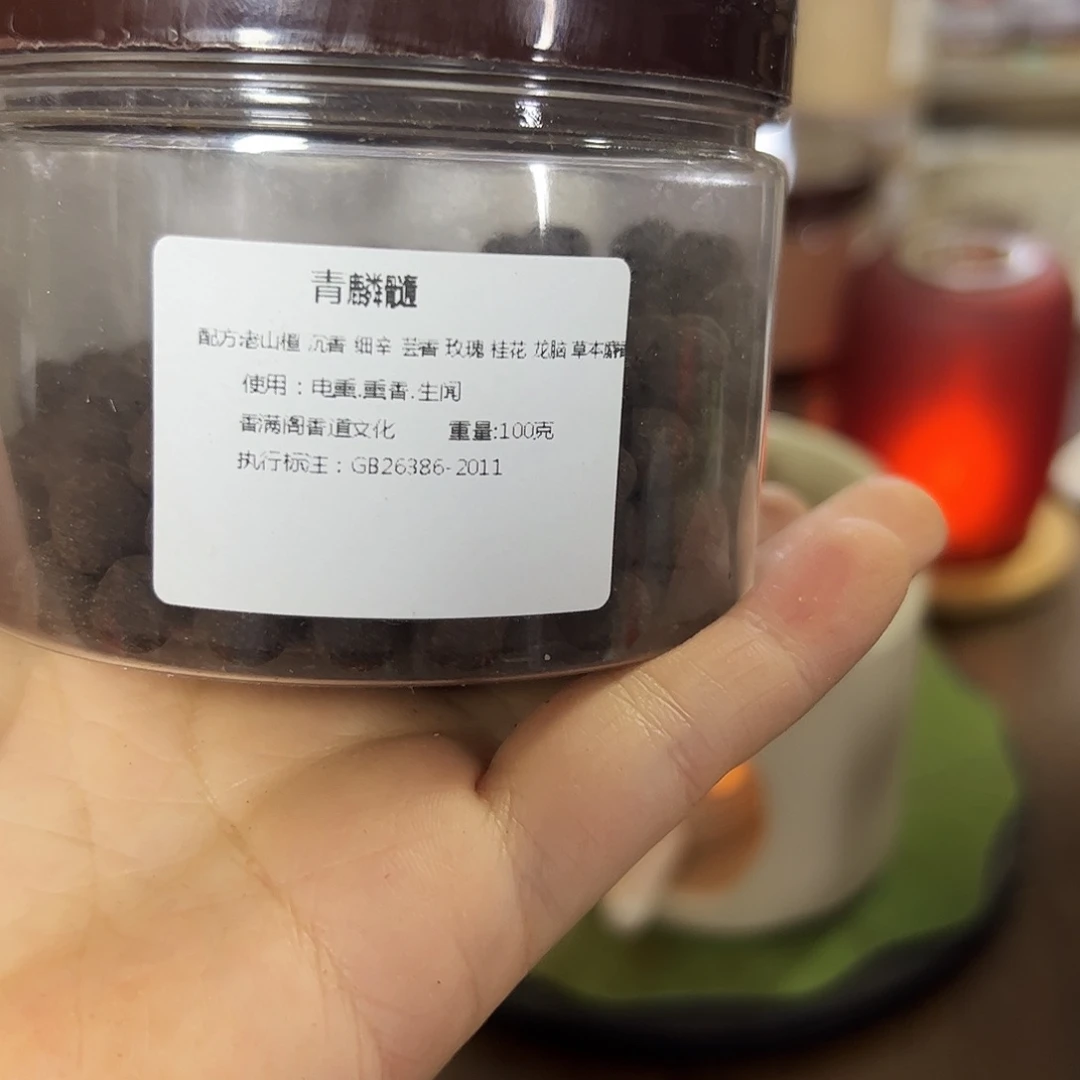 青麟髓
配方老山檀 沉香 细辛 芸香 玫瑰 桂花 龙脑 草本麝
使用：电熏.熏香.生闻
香满阁香道文化 重量:100克
执行标注：GB26386-2011